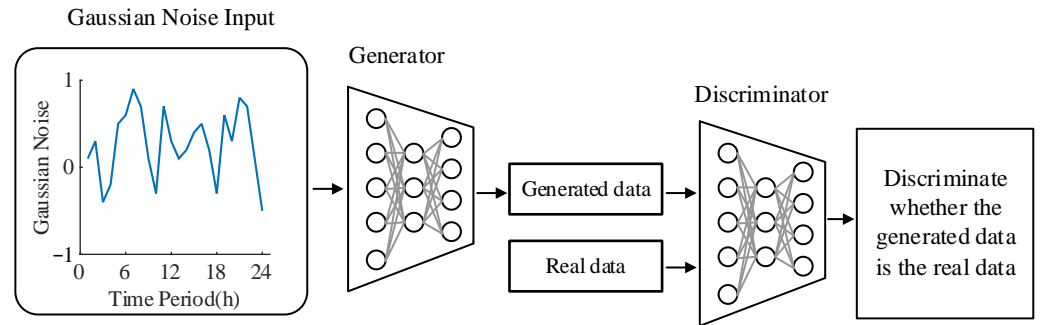 Gaussian Noise Input
Gaussian Noise
1
0
−1
0
6
12
18
24
Time Period(h)
Generator
Generated data
Real data
Discriminator
Discriminate
whether the
generated data
is the real data